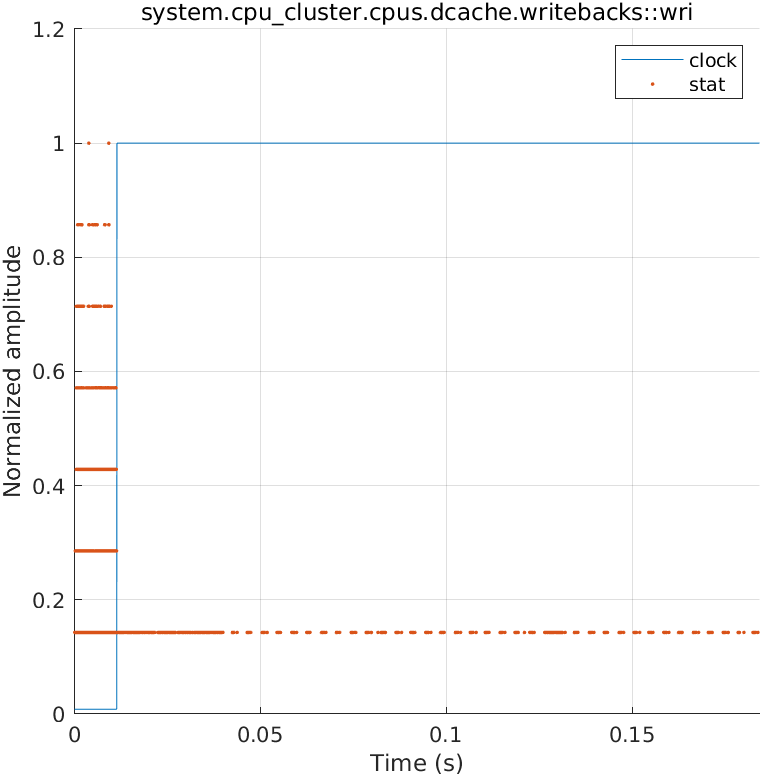 system.cpu_cluster.cpus.dcache.writebacks::wri
1.2
1
0.8
0.6
0.4
0.2
0
Normalized amplitude
clock
stat
0
0.05
0.1
0.15
Time (s)